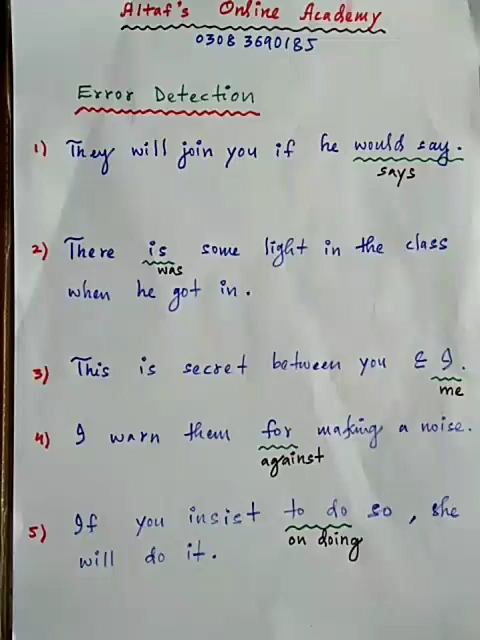 Altaf's Online Academy
0308 3690185
Error Detection
1) They will join you if he would say.
says
2) There is some light in the class
was
when he got in.
3) This is secret between you & I.
me
4) I warn them for making a noise.
against
5) If you insist to do so, she
on doing
will do it.